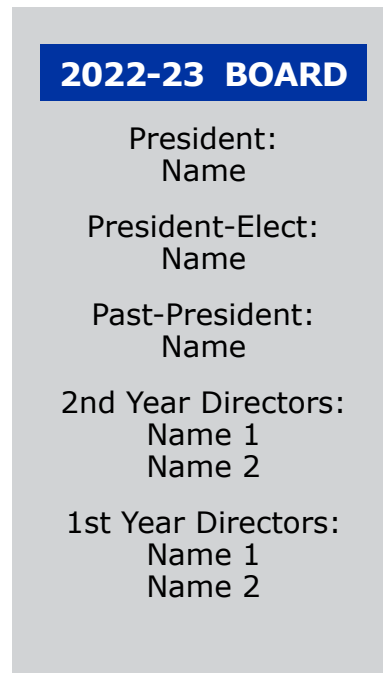 2022-23 BOARD
President:
Name
President-Elect:
Name
Past-President:
Name
2nd Year Directors:
Name 1
Name 2
1st Year Directors:
Name 1
Name 2